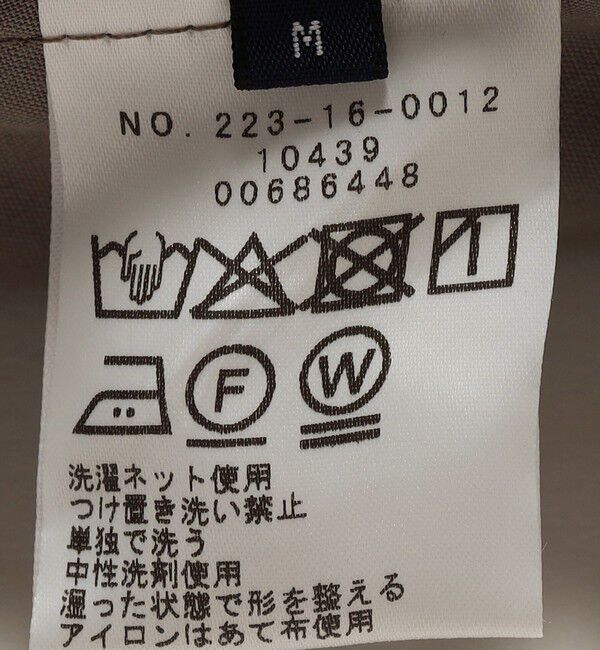 M
NO. 223-16-0012
10439
00686448
F W
洗濯ネット使用
つけ置き洗い禁止
単独で洗う
中性洗剤使用
湿った状態で形を整える
アイロンはあて布使用